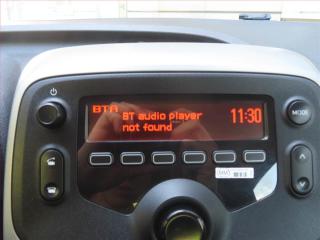 BTA
BT audio player
not found
11:30
MODE